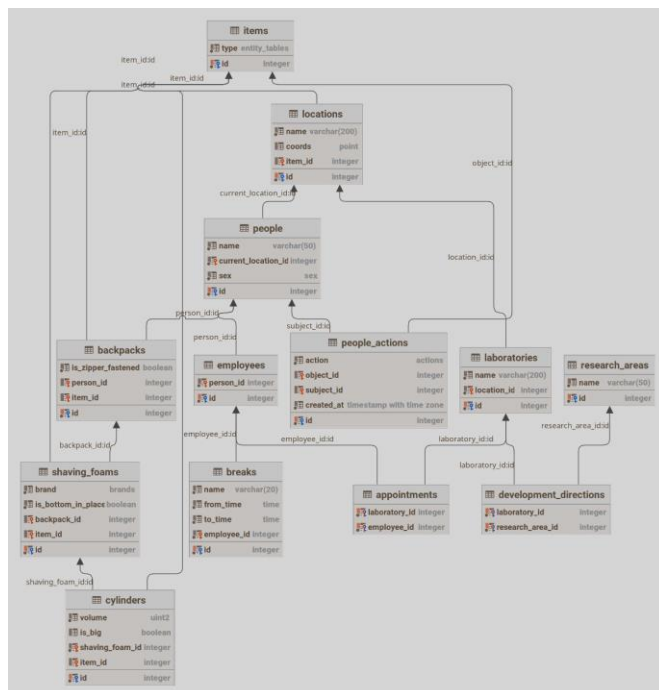 items
type entity_tables
id integer
item_id:id
item_id:id
item_id:id
locations
name varchar(200)
coords point
item_id integer
id integer
item_id:id
object_id:id
current_location_id:id
people
name varchar(50)
current_location_id integer
sex sex
id integer
location_id:id
person_id:id
person_id:id
subject_id:id
backpacks
is_zipper_fastened boolean
person_id integer
item_id integer
id integer
employees
person_id integer
id integer
people_actions
action actions
object_id integer
subject_id integer
created_at timestamp with time zone
id integer
laboratories
name varchar(200)
location_id integer
id integer
research_areas
name varchar(50)
id integer
research_area_id:id
backpack_id:id
employee_id:id
employee_id:id
laboratory_id:id
laboratory_id:id
shaving_foams
brand brands
is_bottom_in_place boolean
backpack_id integer
item_id integer
id integer
breaks
name varchar(20)
from_time time
to_time time
employee_id integer
id integer
appointments
laboratory_id integer
employee_id integer
development_directions
laboratory_id integer
research_area_id integer
shaving_foam_id:id
cylinders
volume uint2
is_big boolean
shaving_foam_id integer
item_id integer
id integer